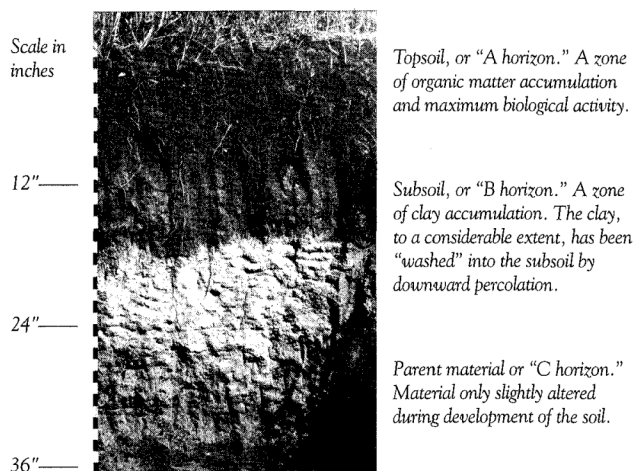 Scale in
inches
Topsoil, or “A horizon.” A zone
of organic matter accumulation
and maximum biological activity.
12"
Subsoil, or “B horizon.” A zone
of clay accumulation. The clay,
to a considerable extent, has been
“washed” into the subsoil by
downward percolation.
24"
Parent material or “C horizon.”
Material only slightly altered
during development of the soil.
36"